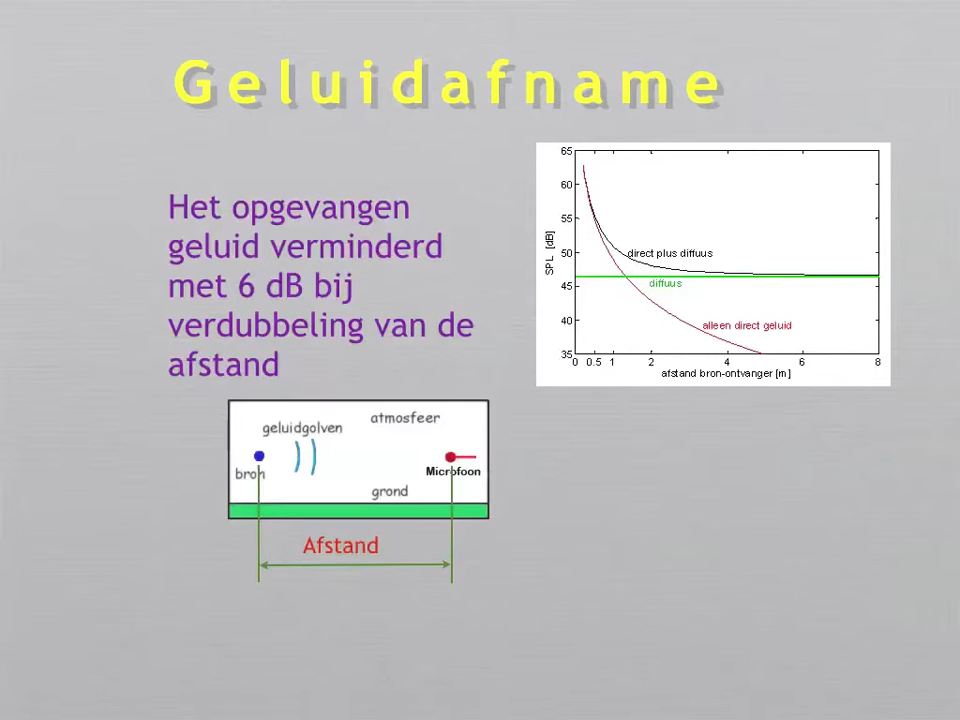 Geluidafname
Het opgevangen
geluid verminderd
met 6 dB bij
verdubbeling van de
afstand
65
60
55
50
45
40
35
SPL [dB]
direct plus diffuus
diffuus
alleen direct geluid
0 0.5 1 2 4 6 8
afstand bron-ontvanger [m]
atmosfeer
geluidgolven
bron
Microfoon
grond
Afstand